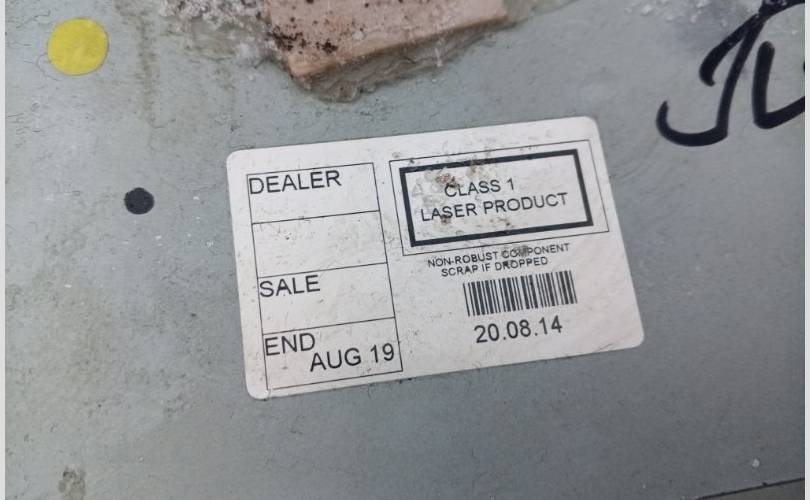 DEALER
SALE
END
AUG 19
CLASS 1
LASER PRODUCT
NON-ROBUST COMPONENT
SCRAP IF DROPPED
20.08.14